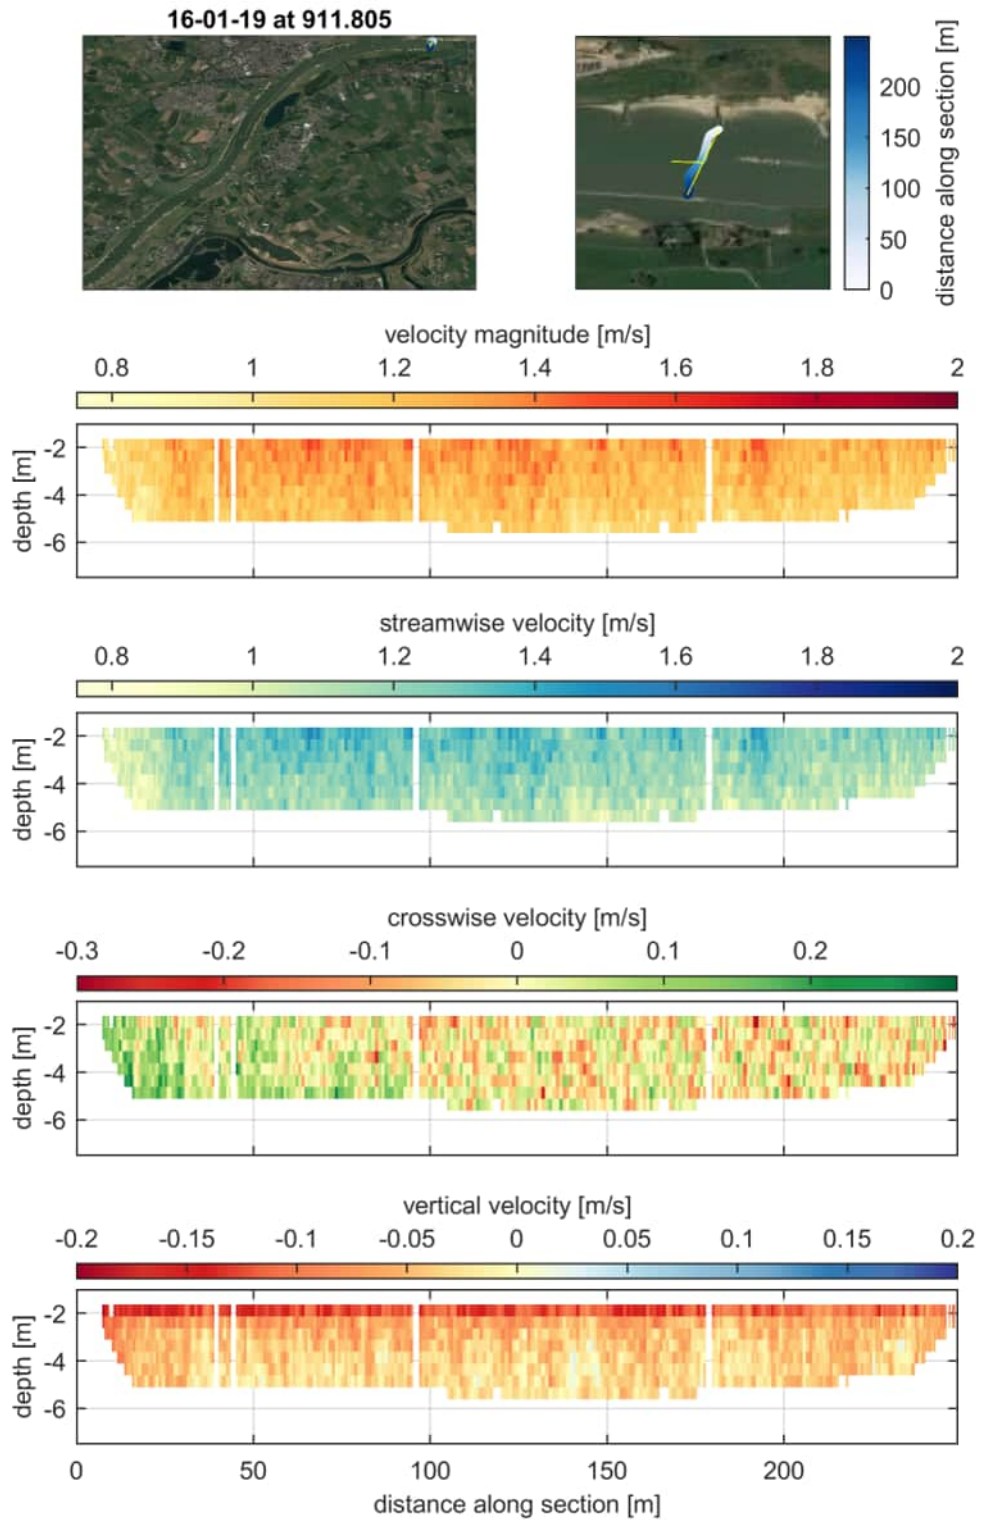 16-01-19 at 911.805
200
150
100
50
0
distance along section [m]
velocity magnitude [m/s]
0.8 1 1.2 1.4 1.6 1.8 2
-2
-4
-6
depth [m]
streamwise velocity [m/s]
0.8 1 1.2 1.4 1.6 1.8 2
-2
-4
-6
depth [m]
crosswise velocity [m/s]
-0.3 -0.2 -0.1 0 0.1 0.2
-2
-4
-6
depth [m]
vertical velocity [m/s]
-0.2 -0.15 -0.1 -0.05 0 0.05 0.1 0.15 0.2
-2
-4
-6
depth [m]
0 50 100 150 200
distance along section [m]